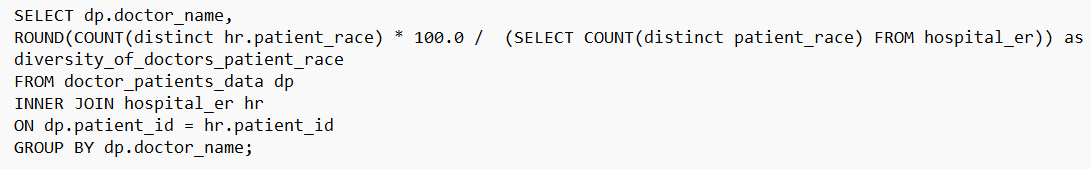 SELECT dp.doctor_name,
ROUND(COUNT(distinct hr.patient_race) * 100.0 /  (SELECT COUNT(distinct patient_race) FROM hospital_er)) as
diversity_of_doctors_patient_race
FROM doctor_patients_data dp
INNER JOIN hospital_er hr
ON dp.patient_id = hr.patient_id
GROUP BY dp.doctor_name;